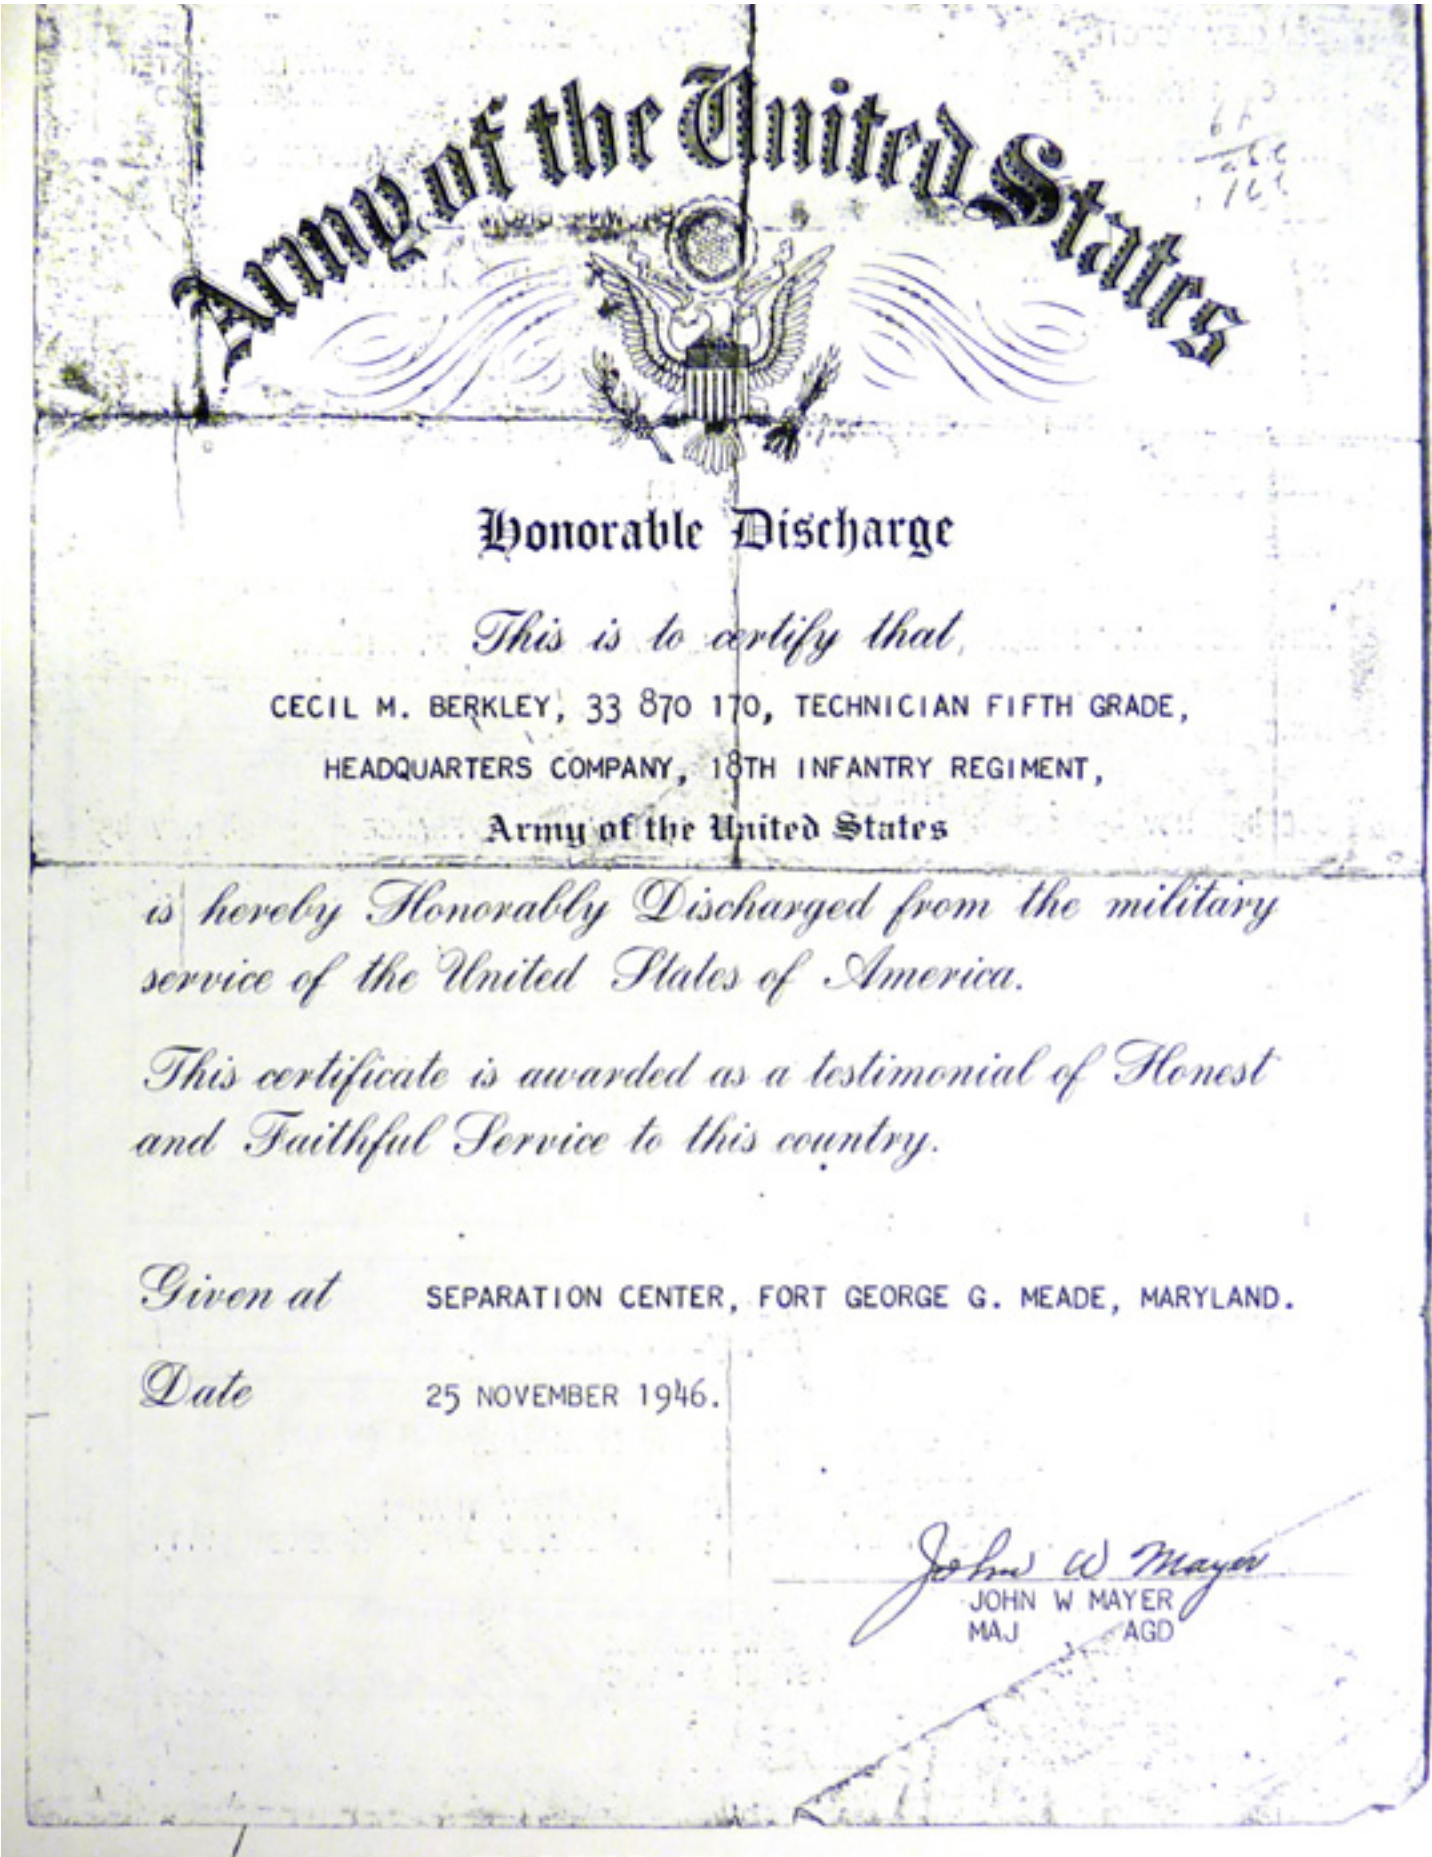 Army of the United States
Honorable Discharge
This is to certify that
CECIL M. BERKLEY, 33 870 170, TECHNICIAN FIFTH GRADE,
HEADQUARTERS COMPANY, 18TH INFANTRY REGIMENT,
Army of the United States
is hereby Honorably Discharged from the military
service of the United States of America.
This certificate is awarded as a testimonial of Honest
and Faithful Service to this country.
Given at SEPARATION CENTER, FORT GEORGE G. MEADE, MARYLAND.
Date 25 NOVEMBER 1946.
John W Mayer
JOHN W MAYER
MAJ AGD